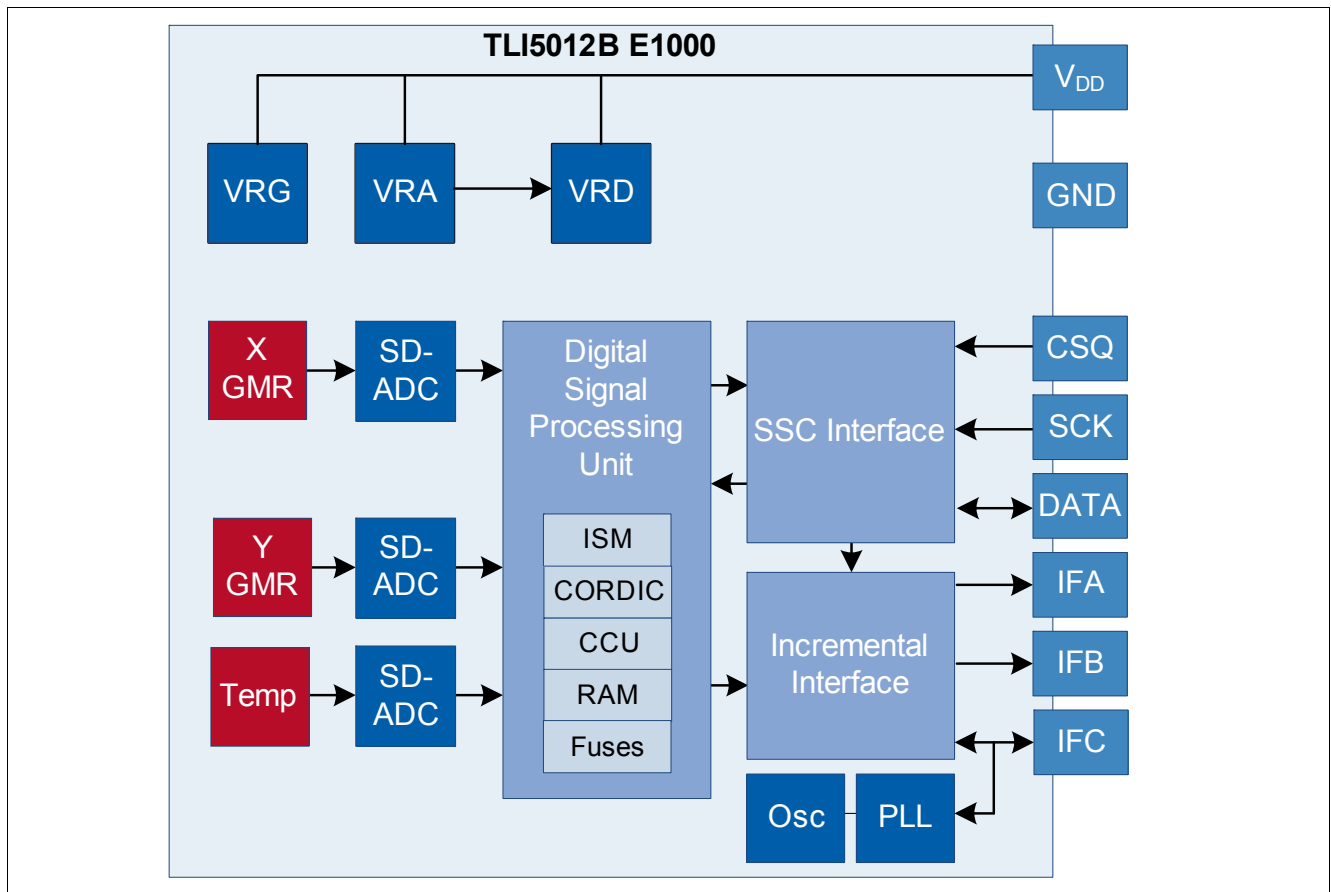 TLI5012B E1000
VDD
VRG
VRA
VRD
GND
X
GMR
SD-
ADC
Digital
Signal
Processing
Unit
SSC Interface
CSQ
SCK
DATA
Y
GMR
SD-
ADC
ISM
CORDIC
CCU
RAM
Fuses
Temp
SD-
ADC
Incremental
Interface
IFA
IFB
IFC
Osc
PLL